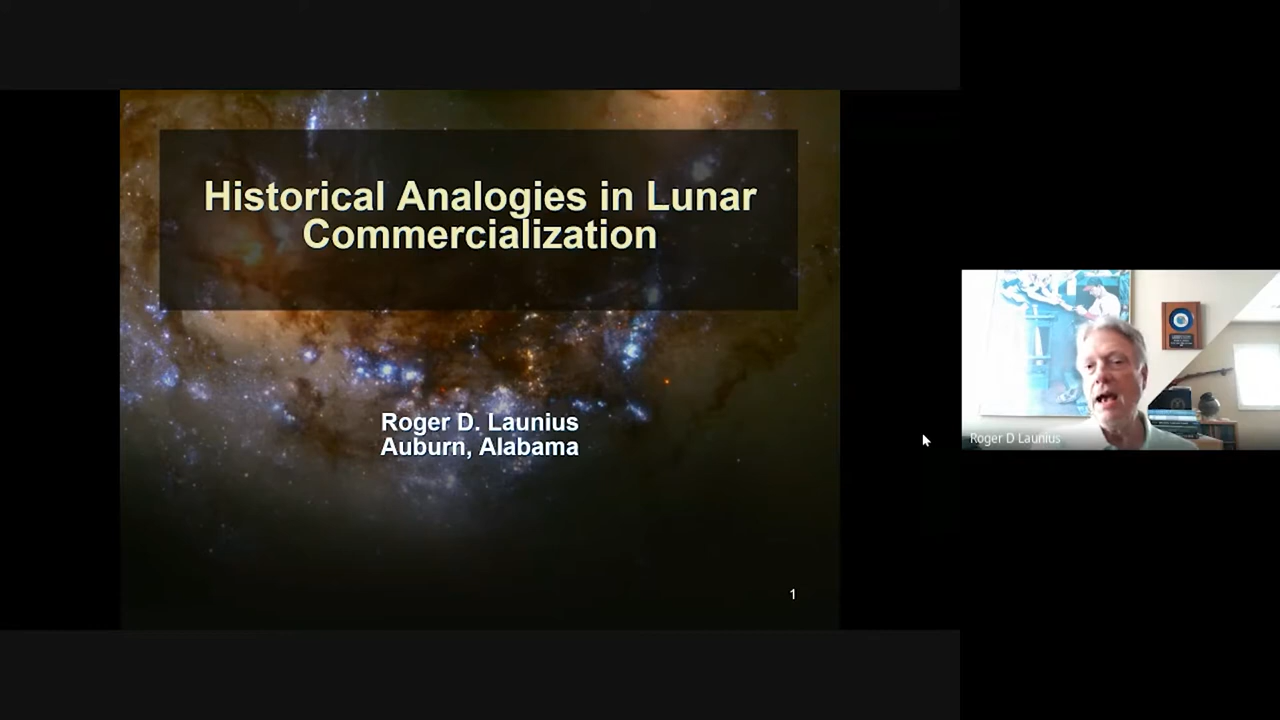 Historical Analogies in Lunar
Commercialization
Roger D. Launius
Auburn, Alabama
1
Roger D Launius